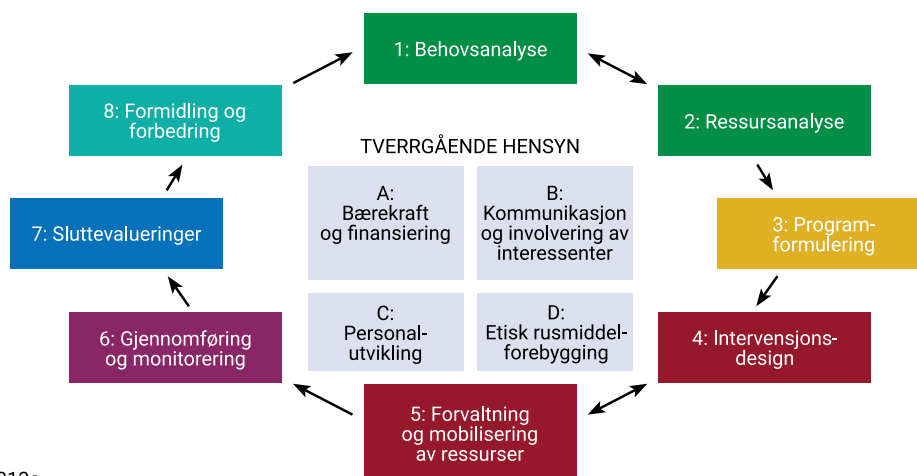 1: Behovsanalyse
2: Ressursanalyse
3: Program-
formulering
4: Intervensjons-
design
5: Forvaltning
og mobilisering
av ressurser
6: Gjennomføring
og monitorering
7: Sluttevalueringer
8: Formidling og
forbedring
TVERRGÅENDE HENSYN
A:
Bærekraft
og finansiering
B:
Kommunikasjon
og involvering av
interessenter
C:
Personal-
utvikling
D:
Etisk rusmiddel-
forebygging